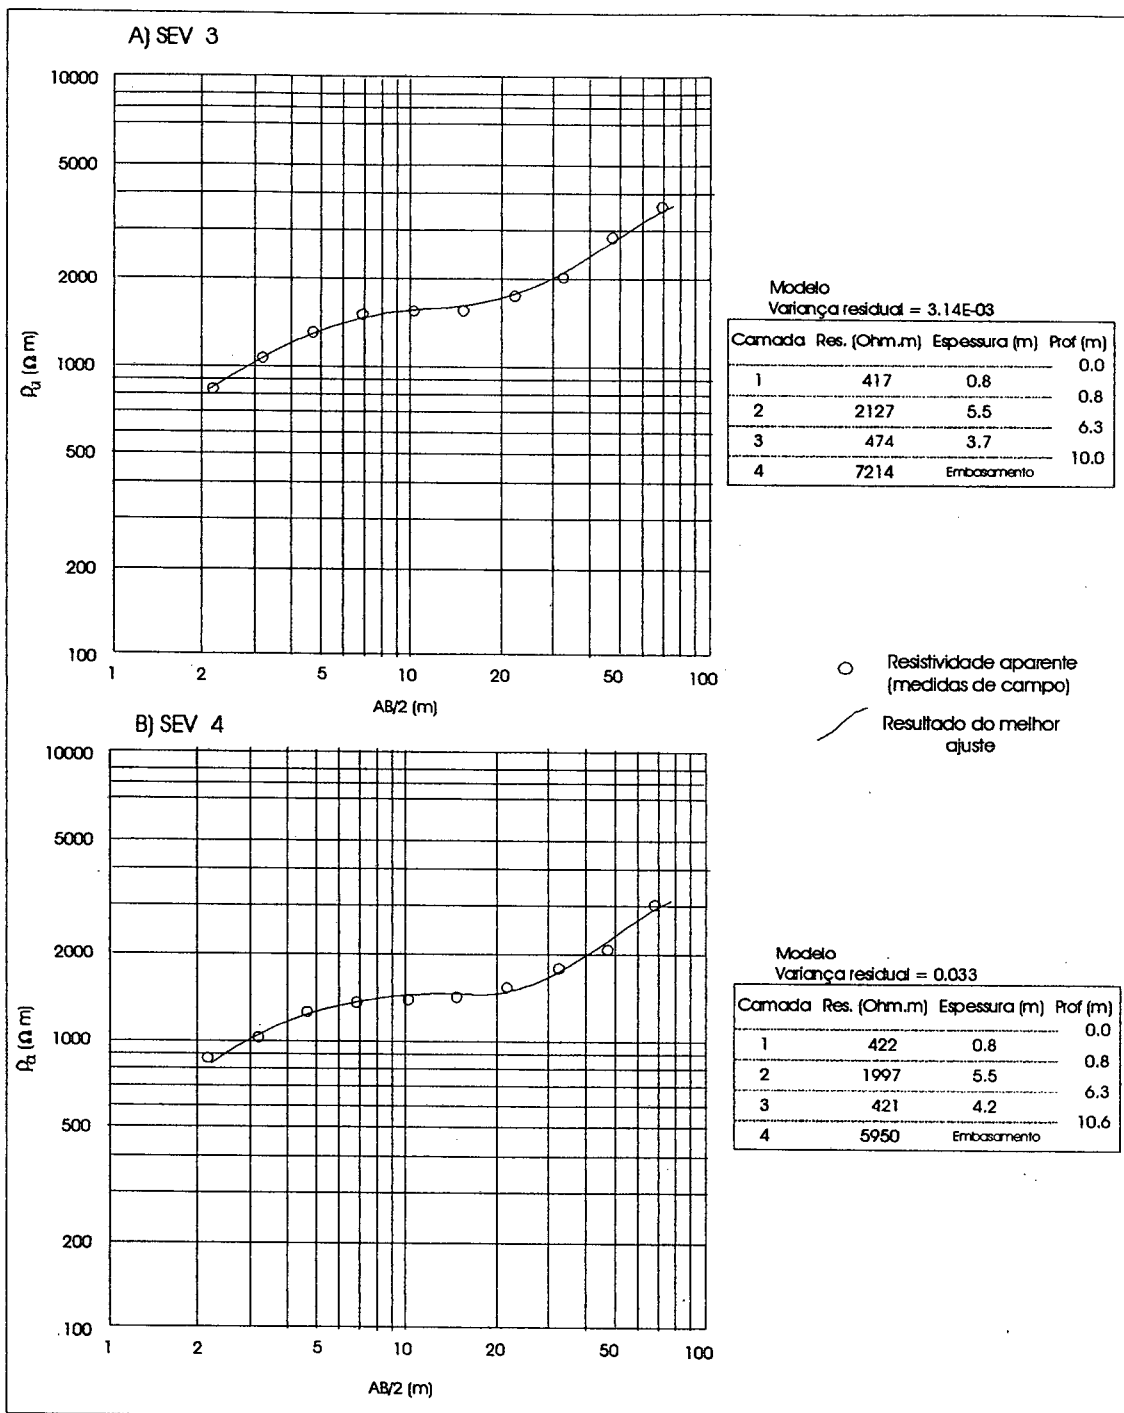 A) SEV 3
10000
5000
2000
1000
500
200
100
ρa (Ω m)
1 2 5 10 20 50 100
AB/2 (m)
Modelo
Variança residual = 3.14E-03
Camada Res. (Ohm.m) Espessura (m) Prof (m)
0.0
1 417 0.8
0.8
2 2127 5.5
6.3
3 474 3.7
10.0
4 7214 Embasamento
Resistividade aparente
(medidas de campo)
Resultado do melhor
ajuste
B) SEV 4
10000
5000
2000
1000
500
200
100
ρa (Ω m)
1 2 5 10 20 50 100
AB/2 (m)
Modelo
Variança residual = 0.033
Camada Res. (Ohm.m) Espessura (m) Prof (m)
0.0
1 422 0.8
0.8
2 1997 5.5
6.3
3 421 4.2
10.6
4 5950 Embasamento